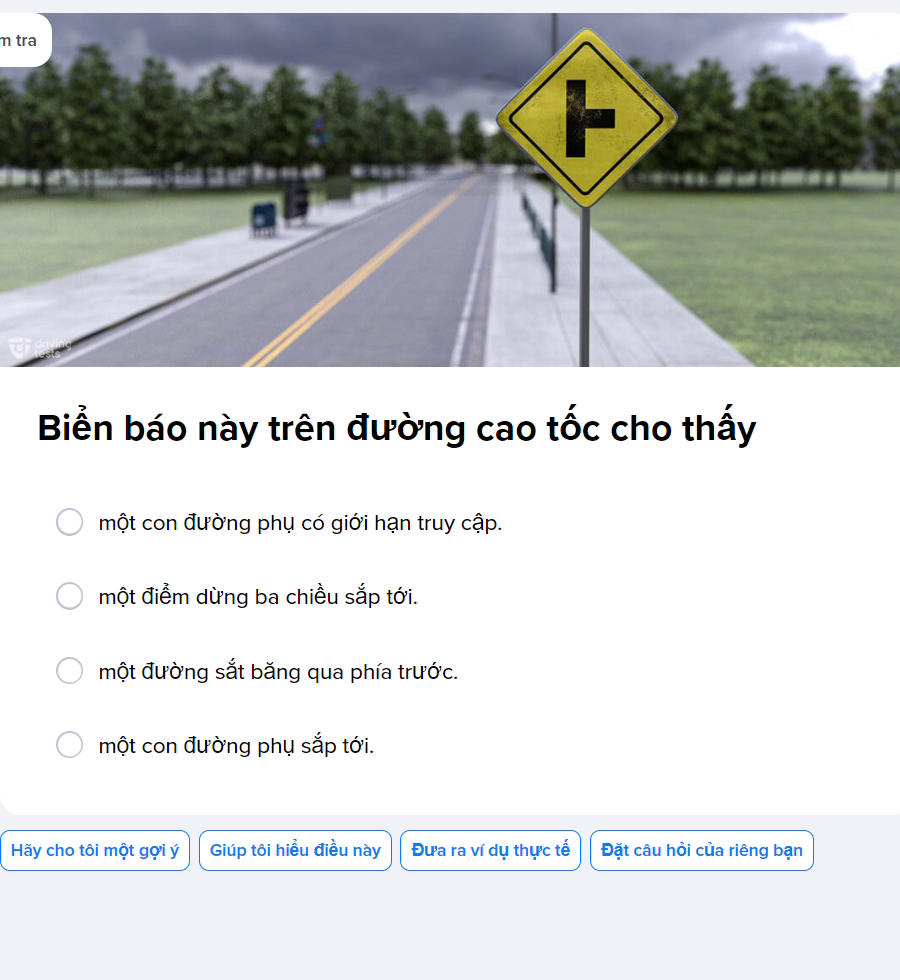 m tra
driving
tests
Biển báo này trên đường cao tốc cho thấy
một con đường phụ có giới hạn truy cập.
một điểm dừng ba chiều sắp tới.
một đường sắt băng qua phía trước.
một con đường phụ sắp tới.
Hãy cho tôi một gợi ý
Giúp tôi hiểu điều này
Đưa ra ví dụ thực tế
Đặt câu hỏi của riêng bạn